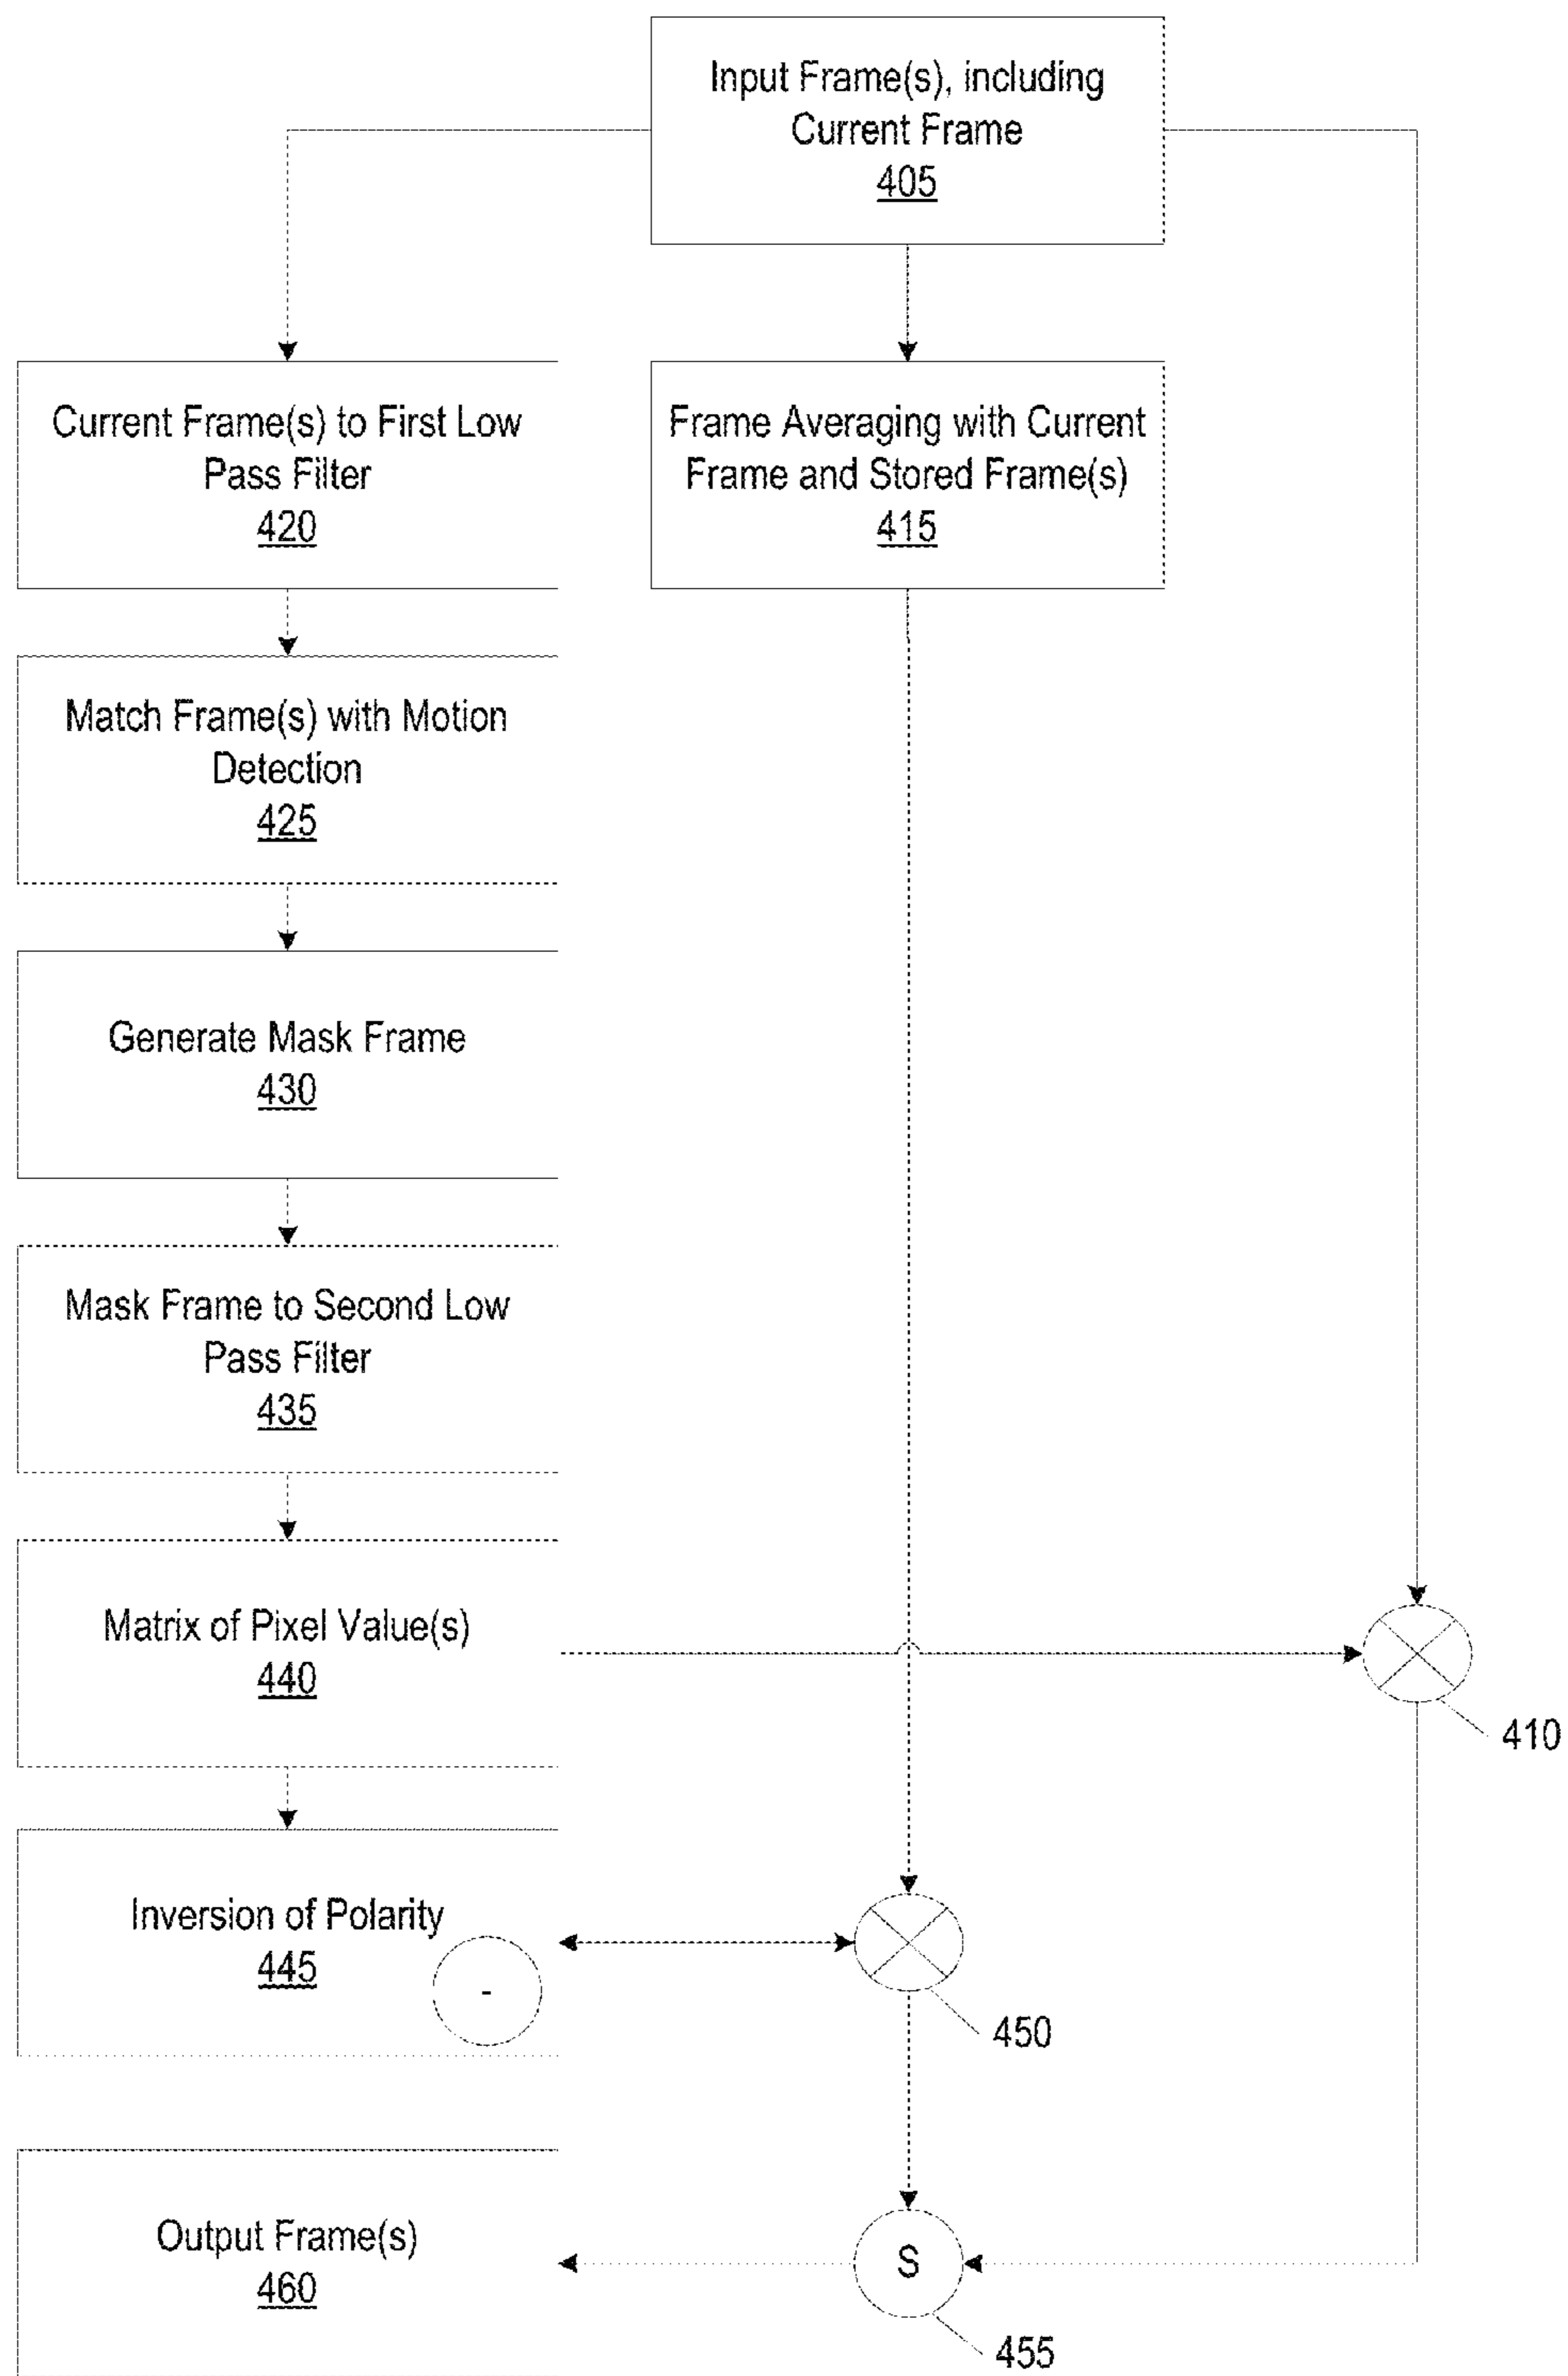 Input Frame(s), including
Current Frame
405
Current Frame(s) to First Low
Pass Filter
420
Frame Averaging with Current
Frame and Stored Frame(s)
415
Match Frame(s) with Motion
Detection
425
Generate Mask Frame
430
Mask Frame to Second Low
Pass Filter
435
Matrix of Pixel Value(s)
440
410
Inversion of Polarity
445
-
450
Output Frame(s)
460
S
455